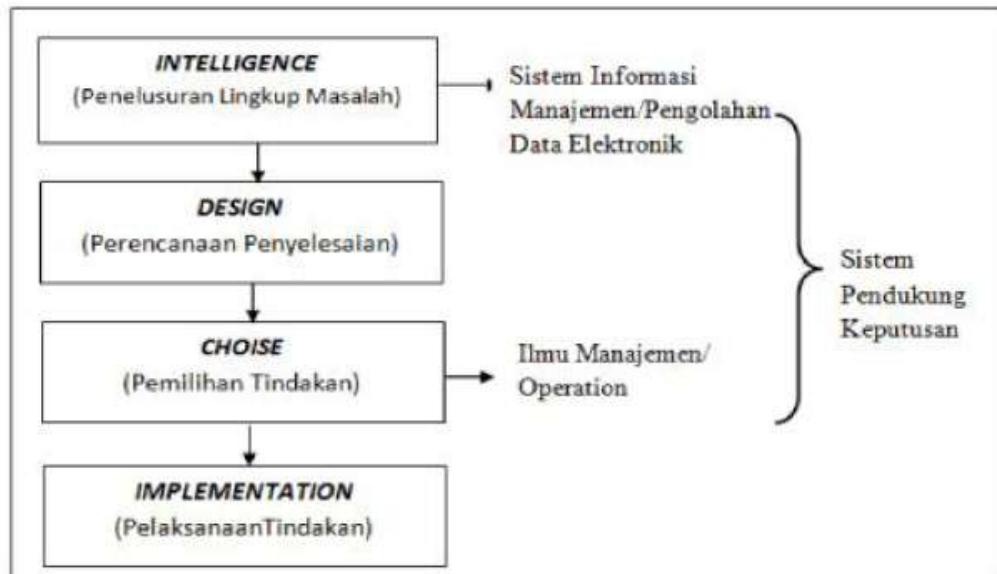 INTELLIGENCE
(Penelusuran Lingkup Masalah)
Sistem Informasi
Manajemen/Pengolahan
Data Elektronik
DESIGN
(Perencanaan Penyelesaian)
Sistem
Pendukung
Keputusan
CHOISE
(Pemilihan Tindakan)
Ilmu Manajemen/
Operation
IMPLEMENTATION
(PelaksanaanTindakan)